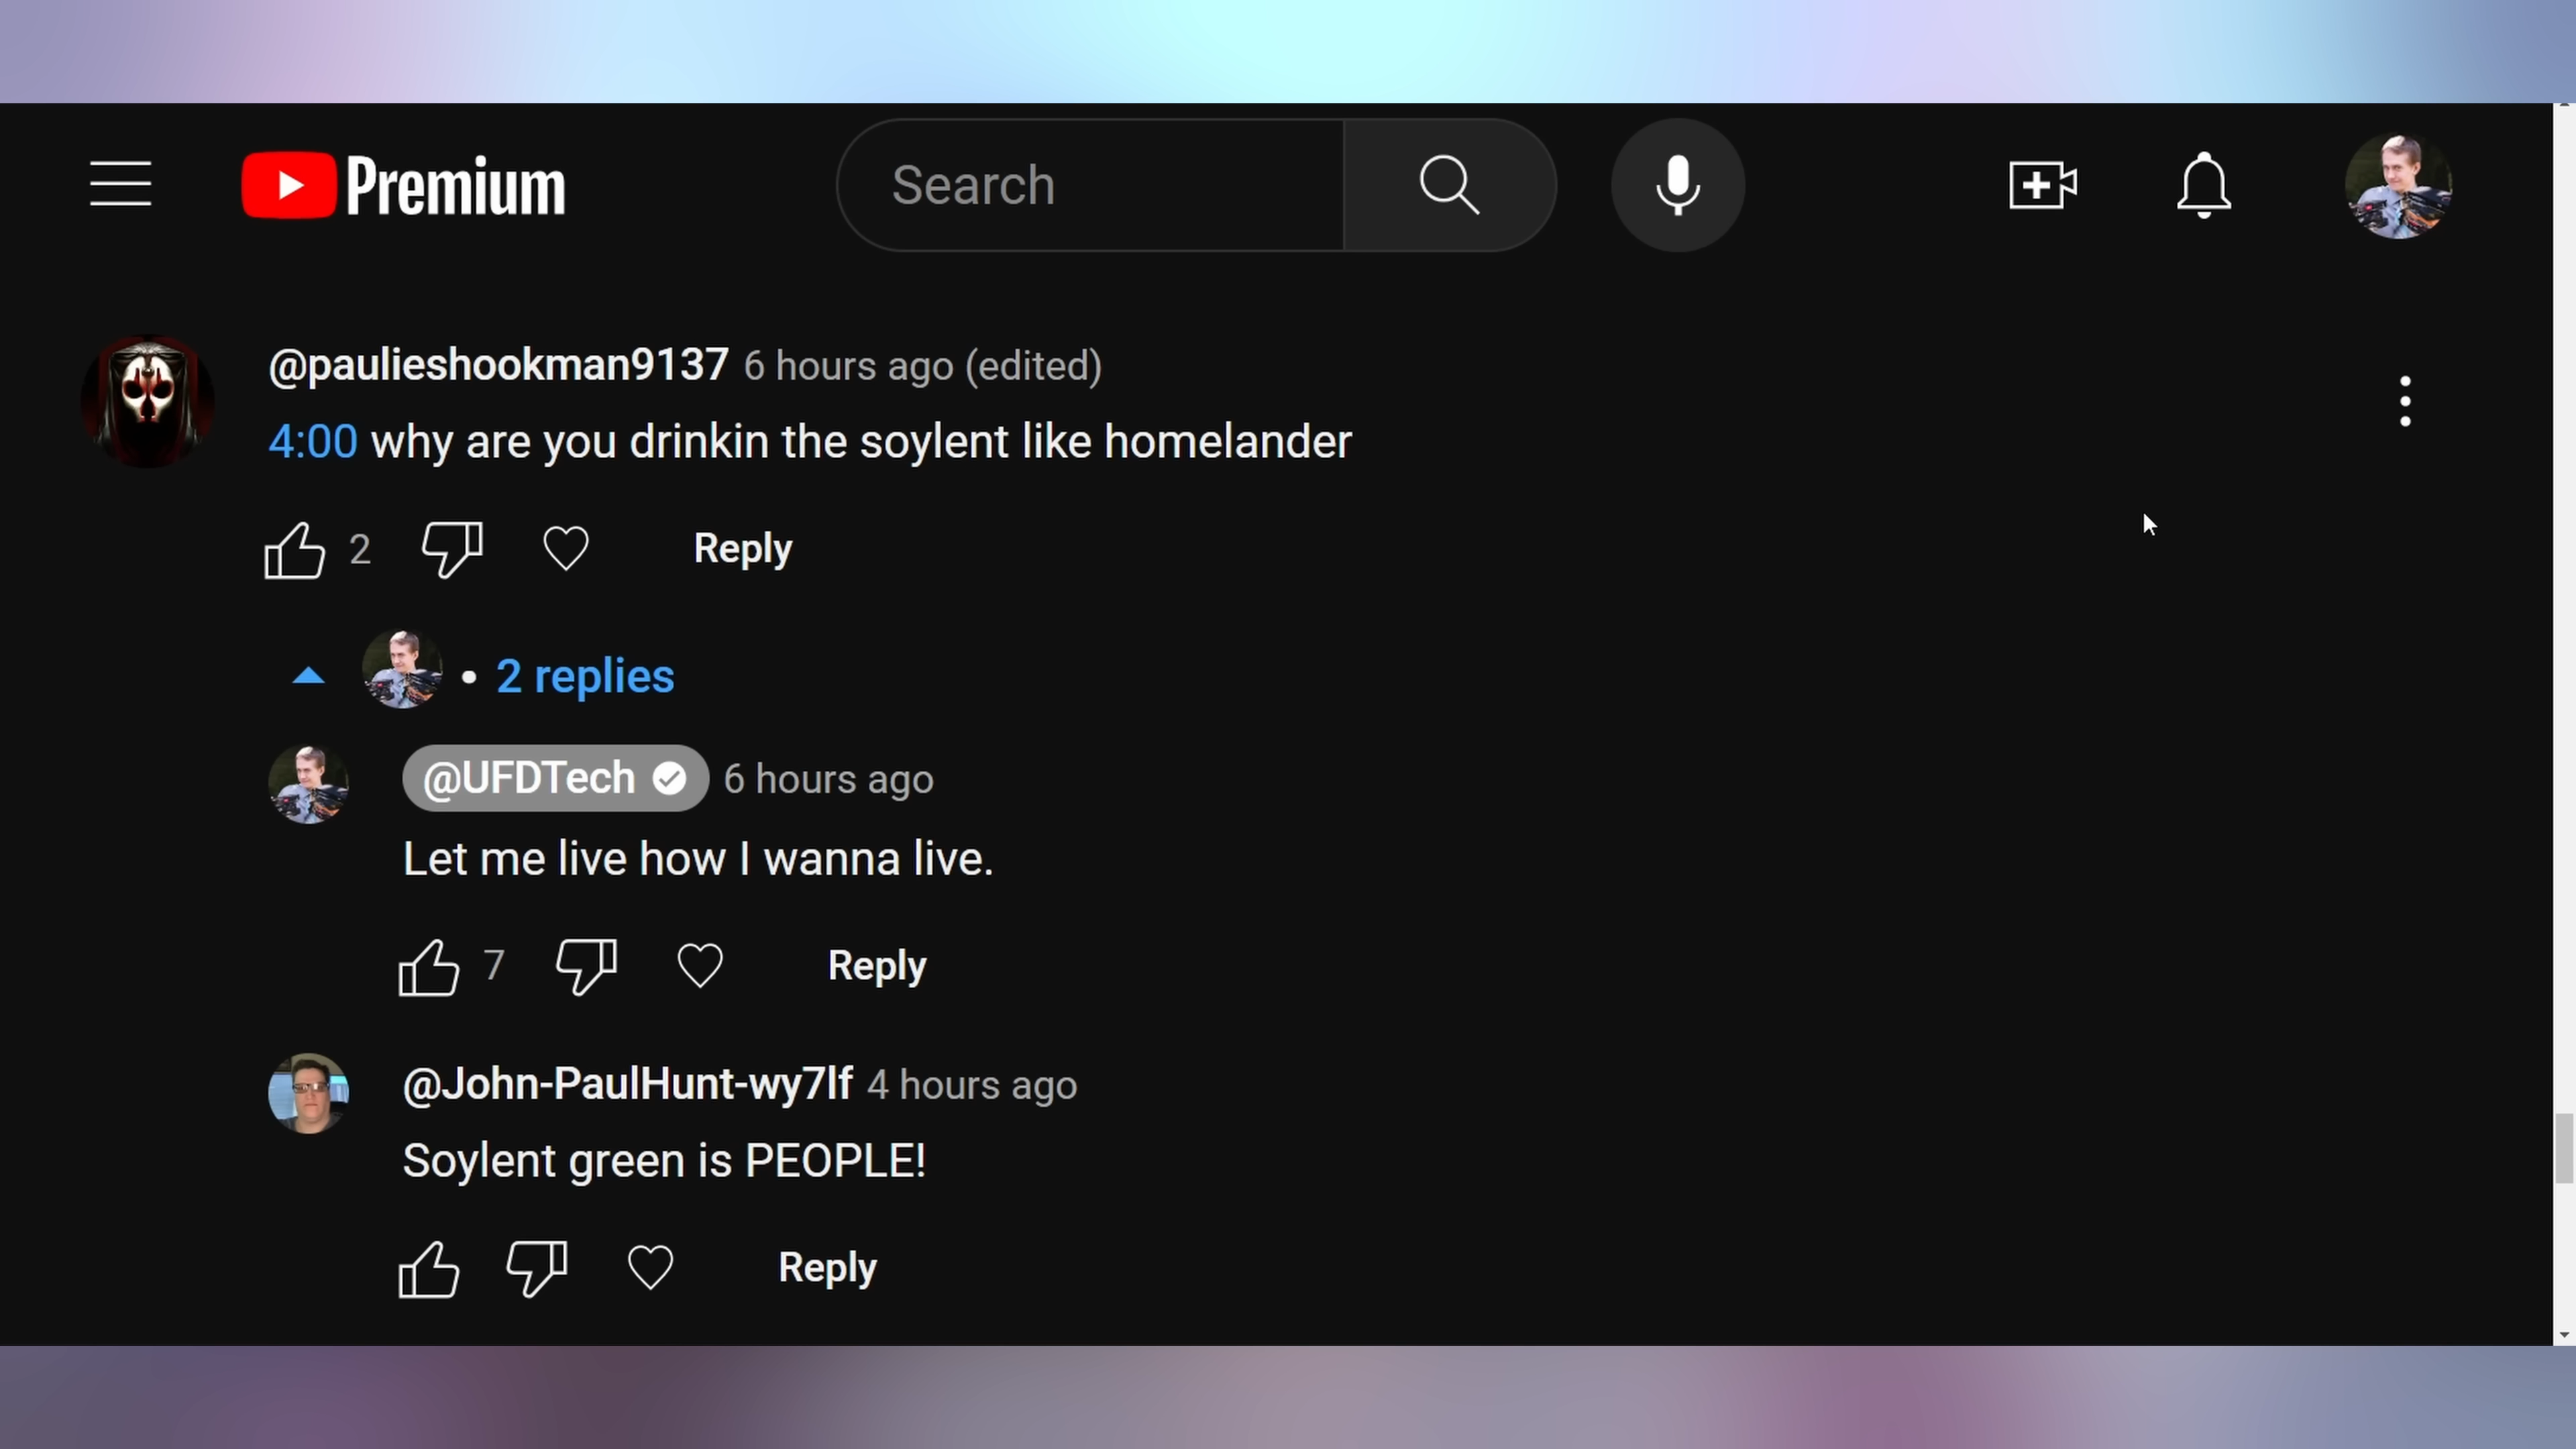 Premium
Search
@paulieshookman9137 6 hours ago (edited)
4:00 why are you drinkin the soylent like homelander
2
Reply
• 2 replies
@UFDTech 6 hours ago
Let me live how I wanna live.
7
Reply
@John-PaulHunt-wy7lf 4 hours ago
Soylent green is PEOPLE!
Reply